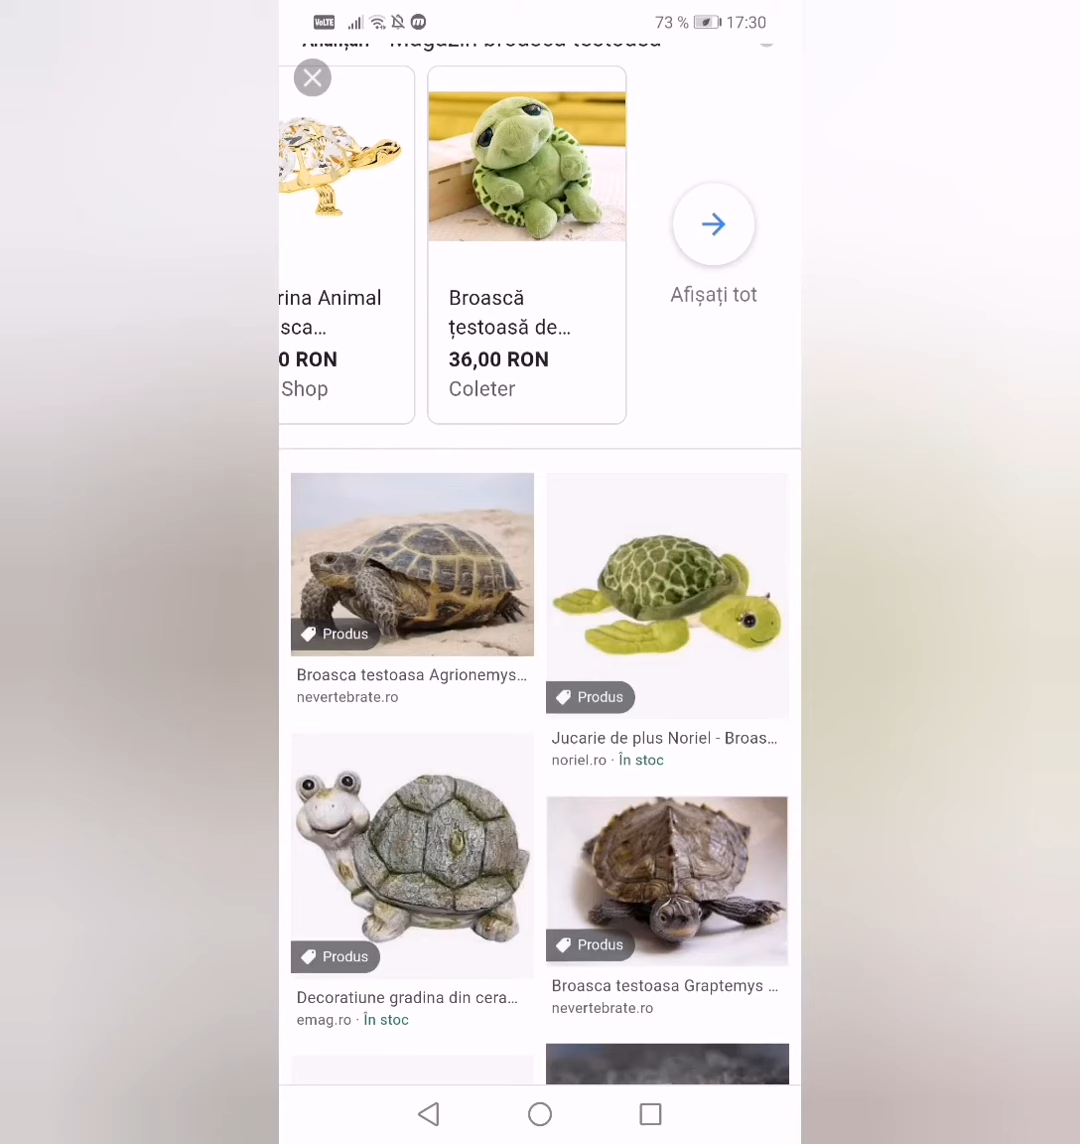 VoLTE
73 % 17:30
rina Animal
sca...
0 RON
Shop
Broască
țestoasă de...
36,00 RON
Coleter
Afișați tot
Produs
Broasca testoasa Agrionemys...
nevertebrate.ro
Produs
Jucarie de plus Noriel - Broas...
noriel.ro · În stoc
Produs
Decoratiune gradina din cera...
emag.ro · În stoc
Produs
Broasca testoasa Graptemys ...
nevertebrate.ro